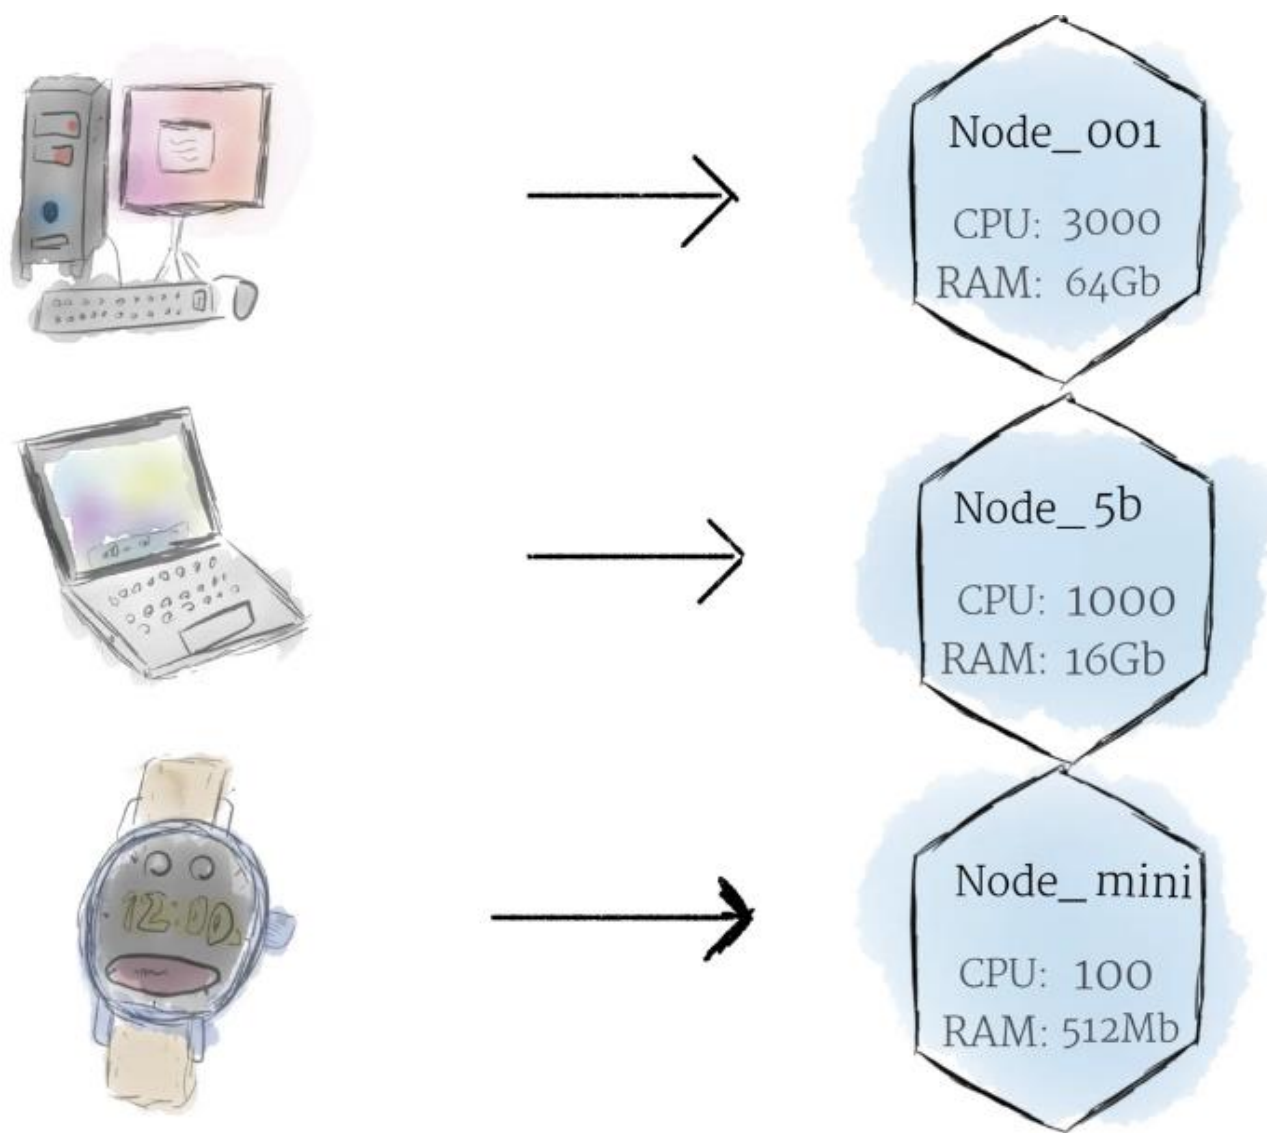 Node_001
CPU: 3000
RAM: 64Gb
Node_5b
CPU: 1000
RAM: 16Gb
12:00
Node_mini
CPU: 100
RAM: 512Mb